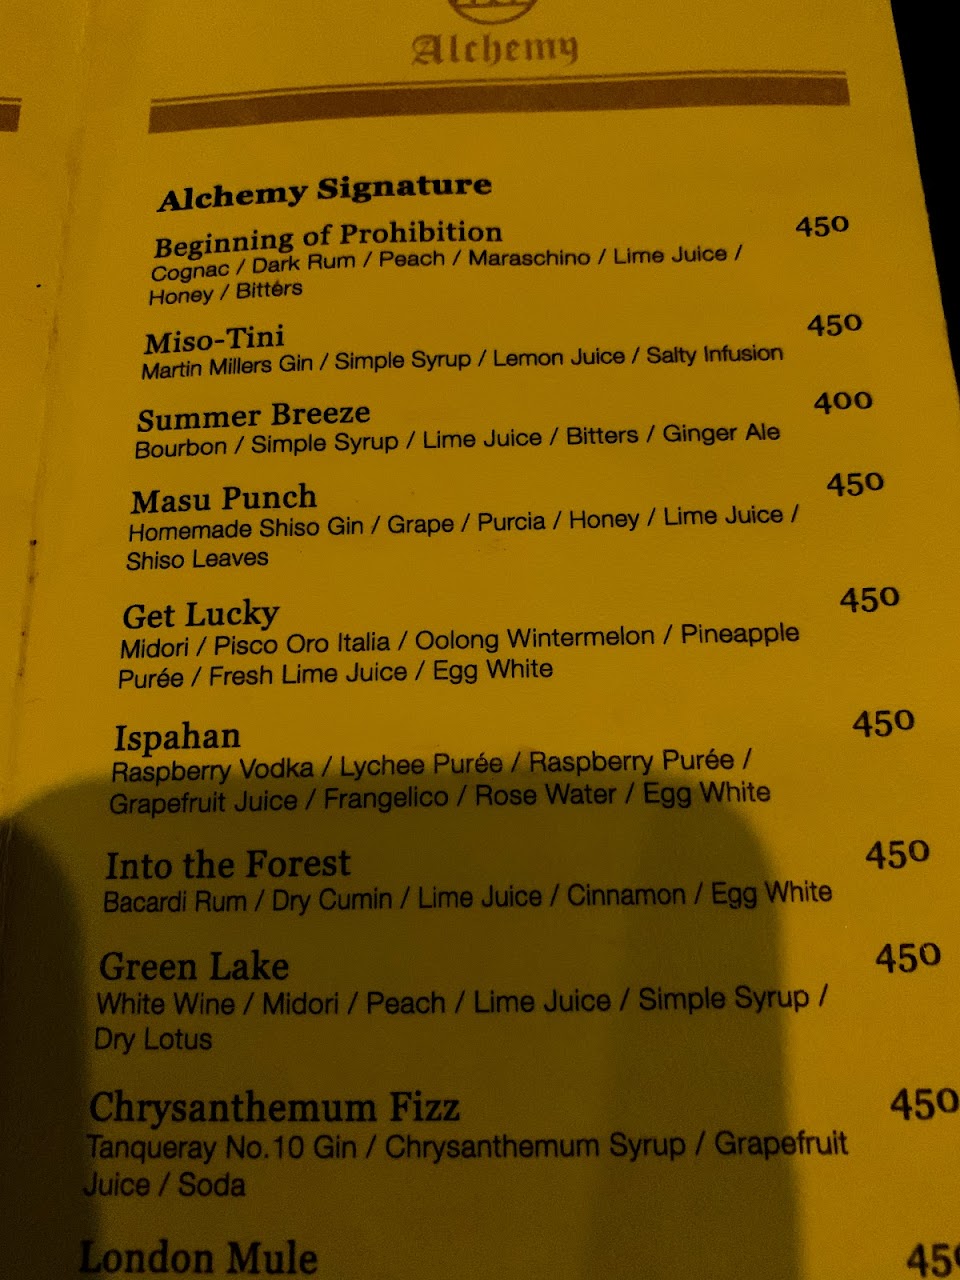 Alchemy
Alchemy Signature
Beginning of Prohibition 450
Cognac / Dark Rum / Peach / Maraschino / Lime Juice /
Honey / Bittérs
Miso-Tini 450
Martin Millers Gin / Simple Syrup / Lemon Juice / Salty Infusion
Summer Breeze 400
Bourbon / Simple Syrup / Lime Juice / Bitters / Ginger Ale
Masu Punch 450
Homemade Shiso Gin / Grape / Purcia / Honey / Lime Juice /
Shiso Leaves
Get Lucky 450
Midori / Pisco Oro Italia / Oolong Wintermelon / Pineapple
Purée / Fresh Lime Juice / Egg White
Ispahan 450
Raspberry Vodka / Lychee Purée / Raspberry Purée /
Grapefruit Juice / Frangelico / Rose Water / Egg White
Into the Forest 450
Bacardi Rum / Dry Cumin / Lime Juice / Cinnamon / Egg White
Green Lake 450
White Wine / Midori / Peach / Lime Juice / Simple Syrup /
Dry Lotus
Chrysanthemum Fizz 450
Tanqueray No.10 Gin / Chrysanthemum Syrup / Grapefruit
Juice / Soda
London Mule 450